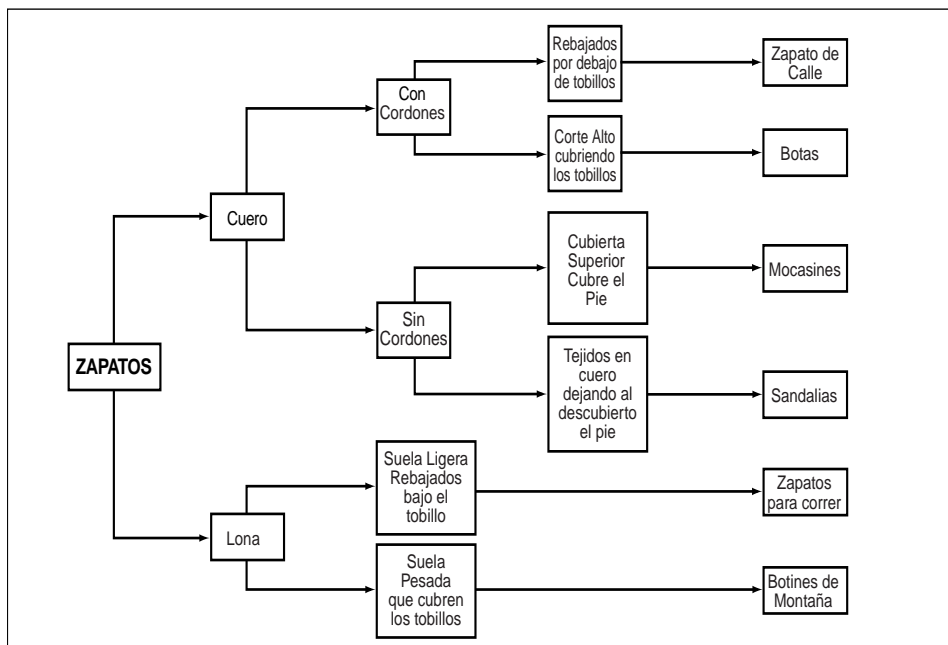 Rebajados
por debajo
de tobillos
Zapato de
Calle
Con
Cordones
Corte Alto
cubriendo
los tobillos
Botas
Cuero
Cubierta
Superior
Cubre el
Pie
Mocasines
Sin
Cordones
ZAPATOS
Tejidos en
cuero
dejando al
descubierto
el pie
Sandalias
Suela Ligera
Rebajados
bajo el
tobillo
Zapatos
para correr
Lona
Suela
Pesada
que cubren
los tobillos
Botines de
Montaña